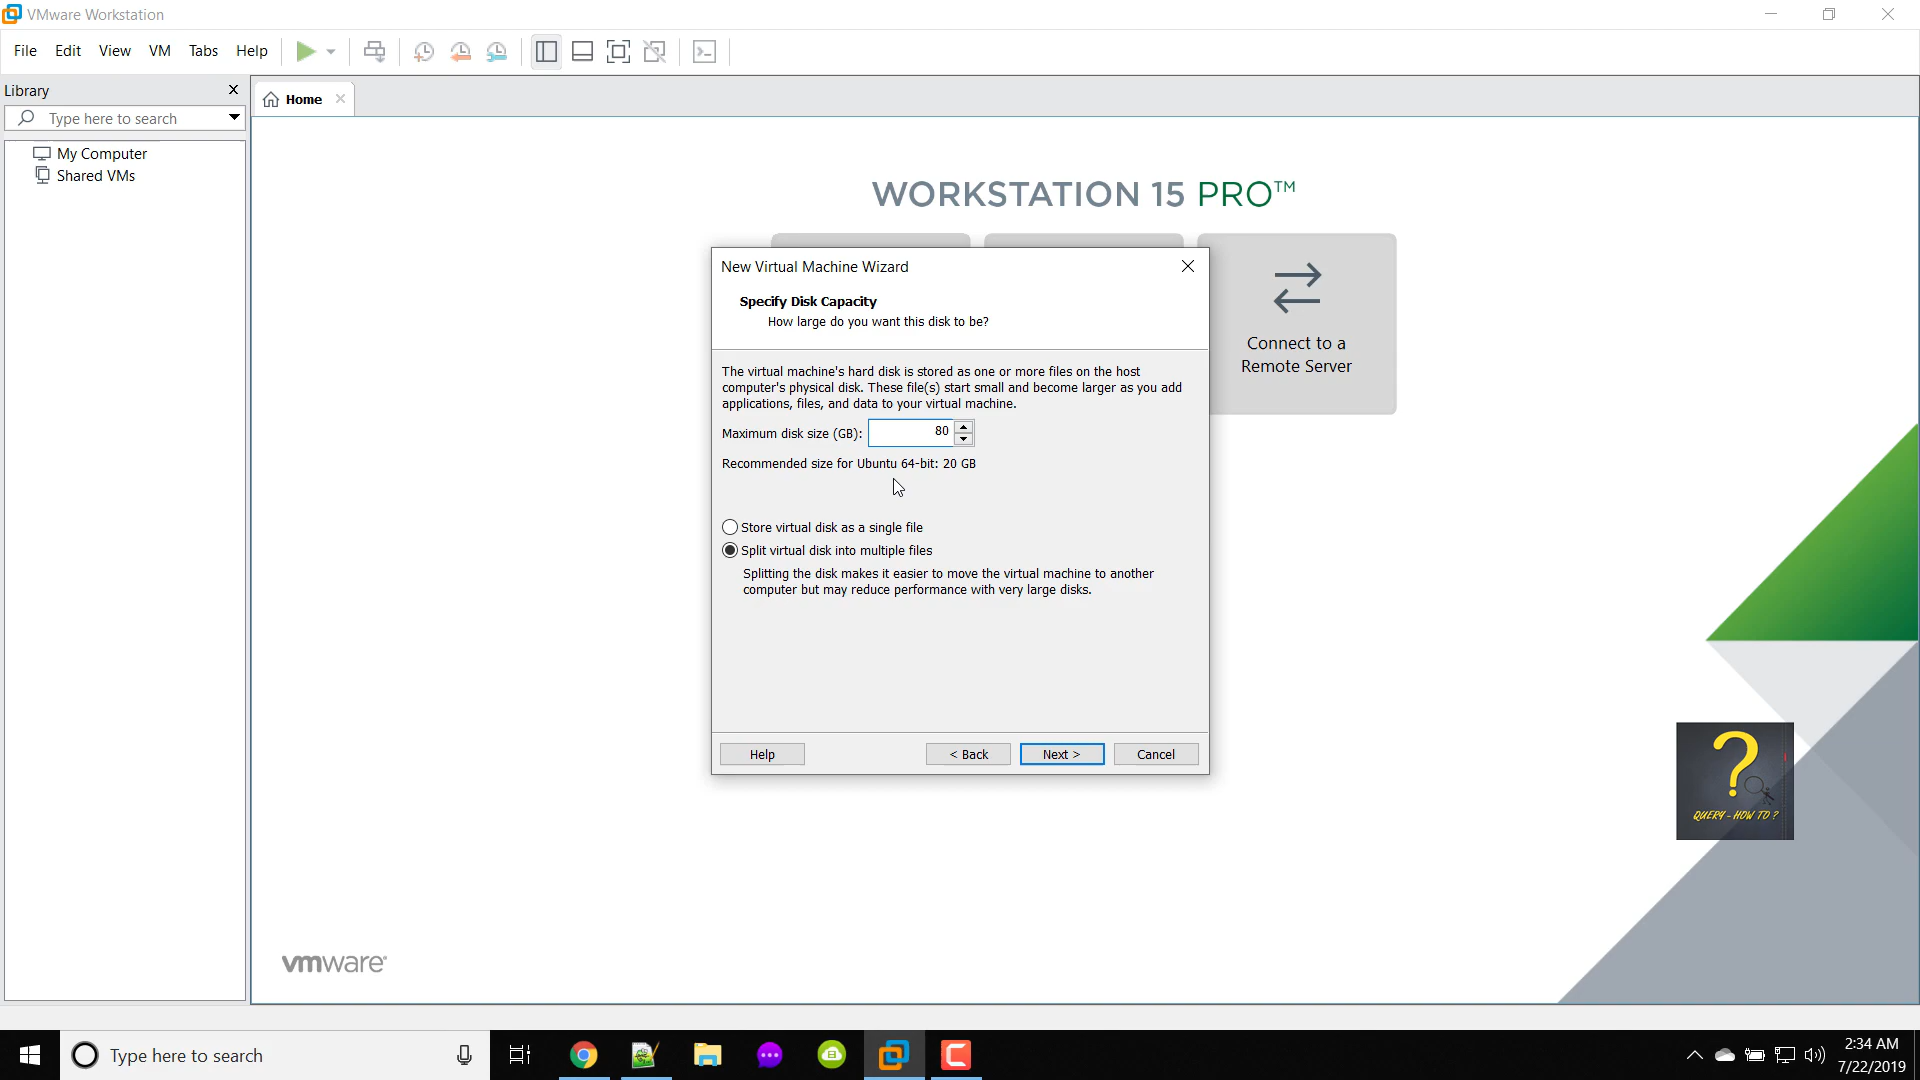 VMware Workstation
File Edit View VM Tabs Help
Library
Type here to search
My Computer
Shared VMs
Home
WORKSTATION 15 PRO™
Connect to a
Remote Server
New Virtual Machine Wizard
Specify Disk Capacity
How large do you want this disk to be?
The virtual machine's hard disk is stored as one or more files on the host
computer's physical disk. These file(s) start small and become larger as you add
applications, files, and data to your virtual machine.
Maximum disk size (GB): 80
Recommended size for Ubuntu 64-bit: 20 GB
Store virtual disk as a single file
Split virtual disk into multiple files
Splitting the disk makes it easier to move the virtual machine to another
computer but may reduce performance with very large disks.
Help < Back Next > Cancel
?
QUERY - HOW TO ?
vmware®
Type here to search
2:34 AM
7/22/2019